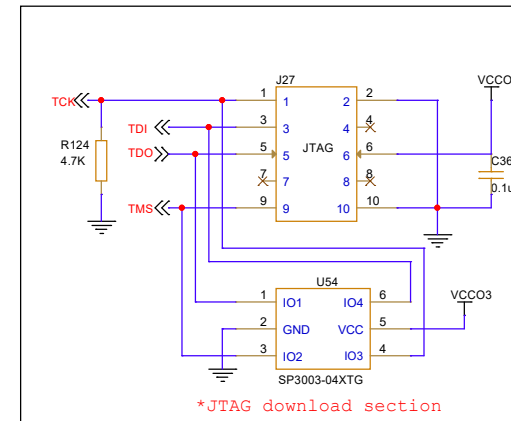 J27
VCCO
TCK
1 1 2 2
R124
4.7K
TDI
3 3 4 4
TDO
5 5 JTAG 6 6
C36
0.1u
7 7 8 8
TMS
9 9 10 10
U54
VCCO3
1 IO1 IO4 6
2 GND VCC 5
3 IO2 IO3 4
SP3003-04XTG
*JTAG download section